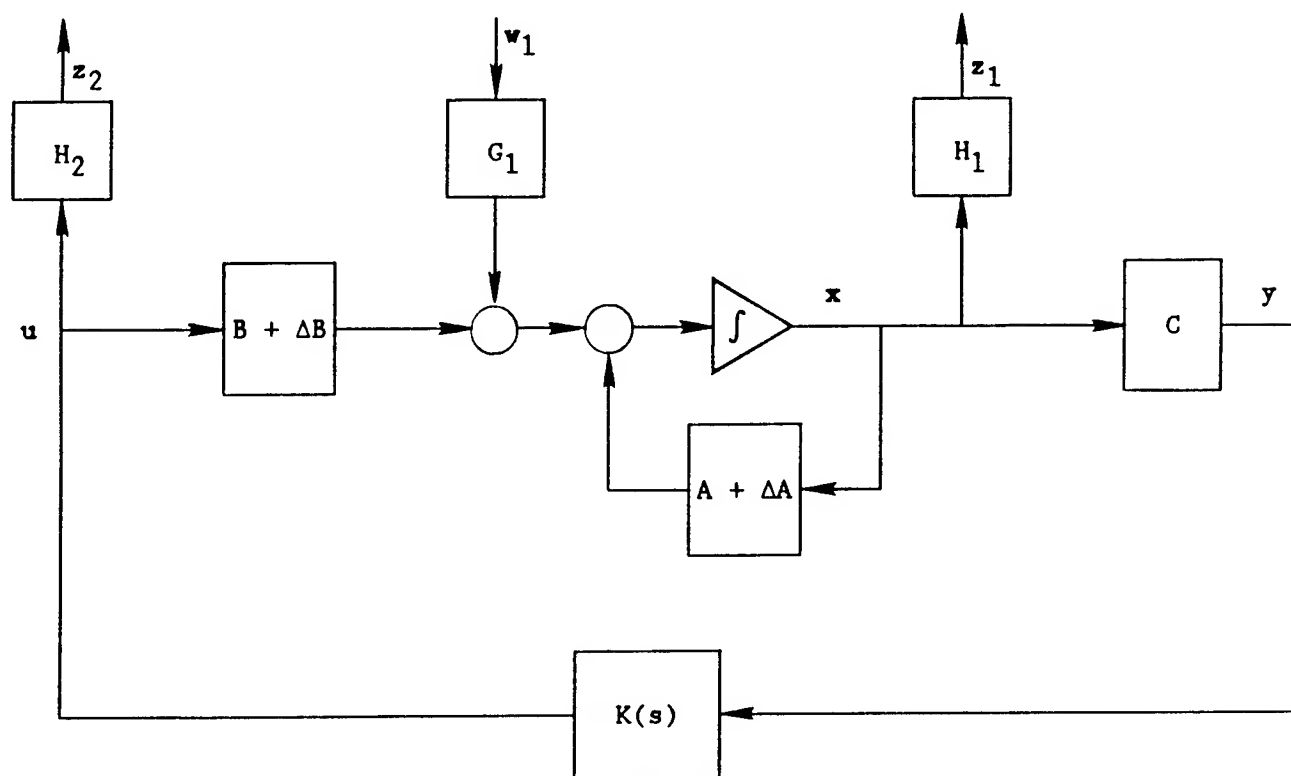 w₁
z₂
z₁
H₂
G₁
H₁
u
B + ΔB
∫
x
C
y
A + ΔA
K(s)